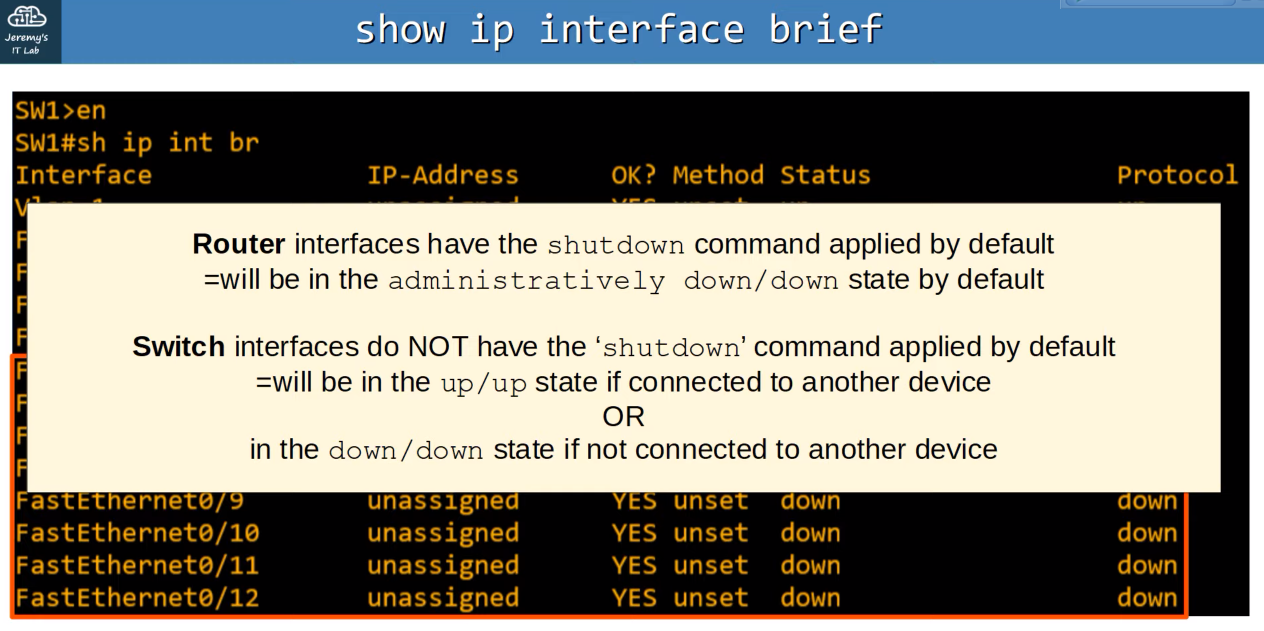 Jeremy's
IT Lab
show ip interface brief
SW1>en
SW1#sh ip int br
Interface IP-Address OK? Method Status Protocol
Router interfaces have the shutdown command applied by default
=will be in the administratively down/down state by default
Switch interfaces do NOT have the ‘shutdown’ command applied by default
=will be in the up/up state if connected to another device
OR
in the down/down state if not connected to another device
FastEthernet0/9 unassigned YES unset down down
FastEthernet0/10 unassigned YES unset down down
FastEthernet0/11 unassigned YES unset down down
FastEthernet0/12 unassigned YES unset down down